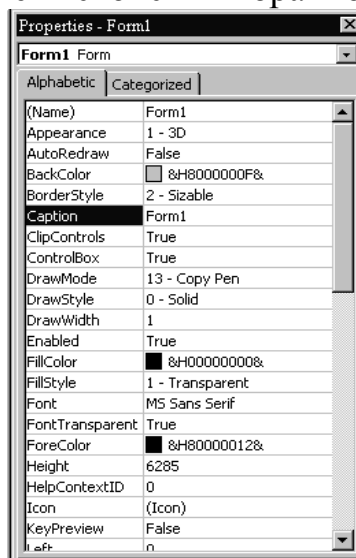 Properties - Form1
Form1 Form
Alphabetic Categorized
(Name) Form1
Appearance 1 - 3D
AutoRedraw False
BackColor &H8000000F&
BorderStyle 2 - Sizable
Caption Form1
ClipControls True
ControlBox True
DrawMode 13 - Copy Pen
DrawStyle 0 - Solid
DrawWidth 1
Enabled True
FillColor &H00000000&
FillStyle 1 - Transparent
Font MS Sans Serif
FontTransparent True
ForeColor &H80000012&
Height 6285
HelpContextID 0
Icon (Icon)
KeyPreview False
Left 0